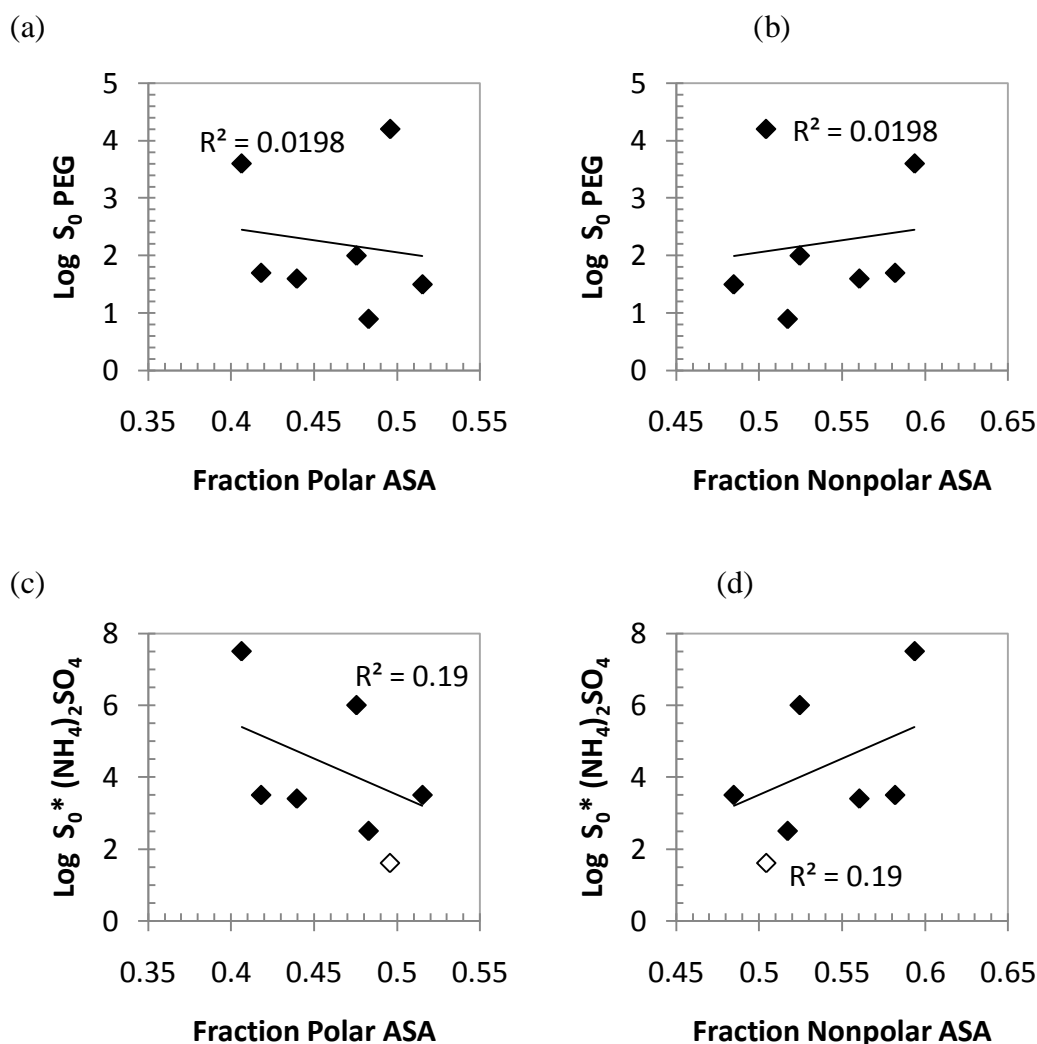 (a)
(b)
5
4
3
2
1
0
Log S₀ PEG
R² = 0.0198
0.35 0.4 0.45 0.5 0.55
Fraction Polar ASA
5
4
3
2
1
0
Log S₀ PEG
R² = 0.0198
0.45 0.5 0.55 0.6 0.65
Fraction Nonpolar ASA
(c)
(d)
8
6
4
2
0
Log S₀* (NH₄)₂SO₄
R² = 0.19
0.35 0.4 0.45 0.5 0.55
Fraction Polar ASA
8
6
4
2
0
Log S₀* (NH₄)₂SO₄
R² = 0.19
0.45 0.5 0.55 0.6 0.65
Fraction Nonpolar ASA